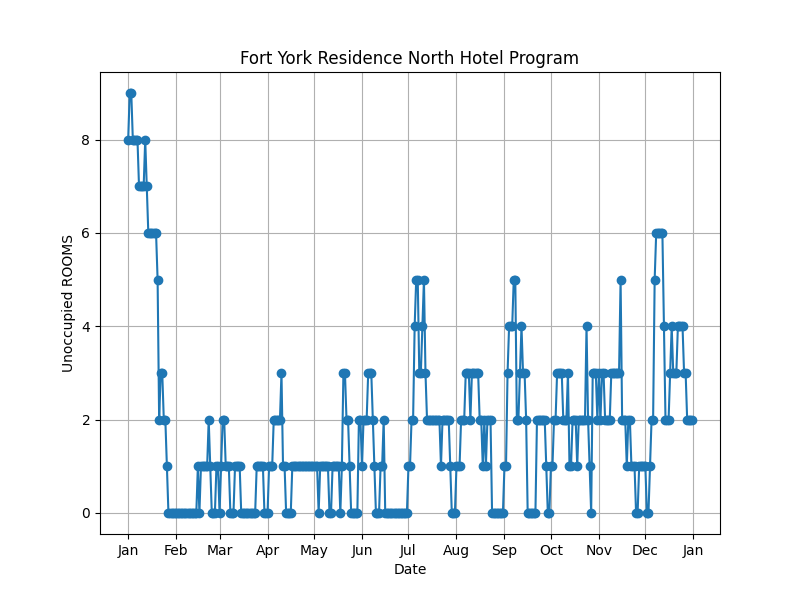 Fort York Residence North Hotel Program
Unoccupied ROOMS
8
6
4
2
0
Jan Feb Mar Apr May Jun Jul Aug Sep Oct Nov Dec Jan
Date